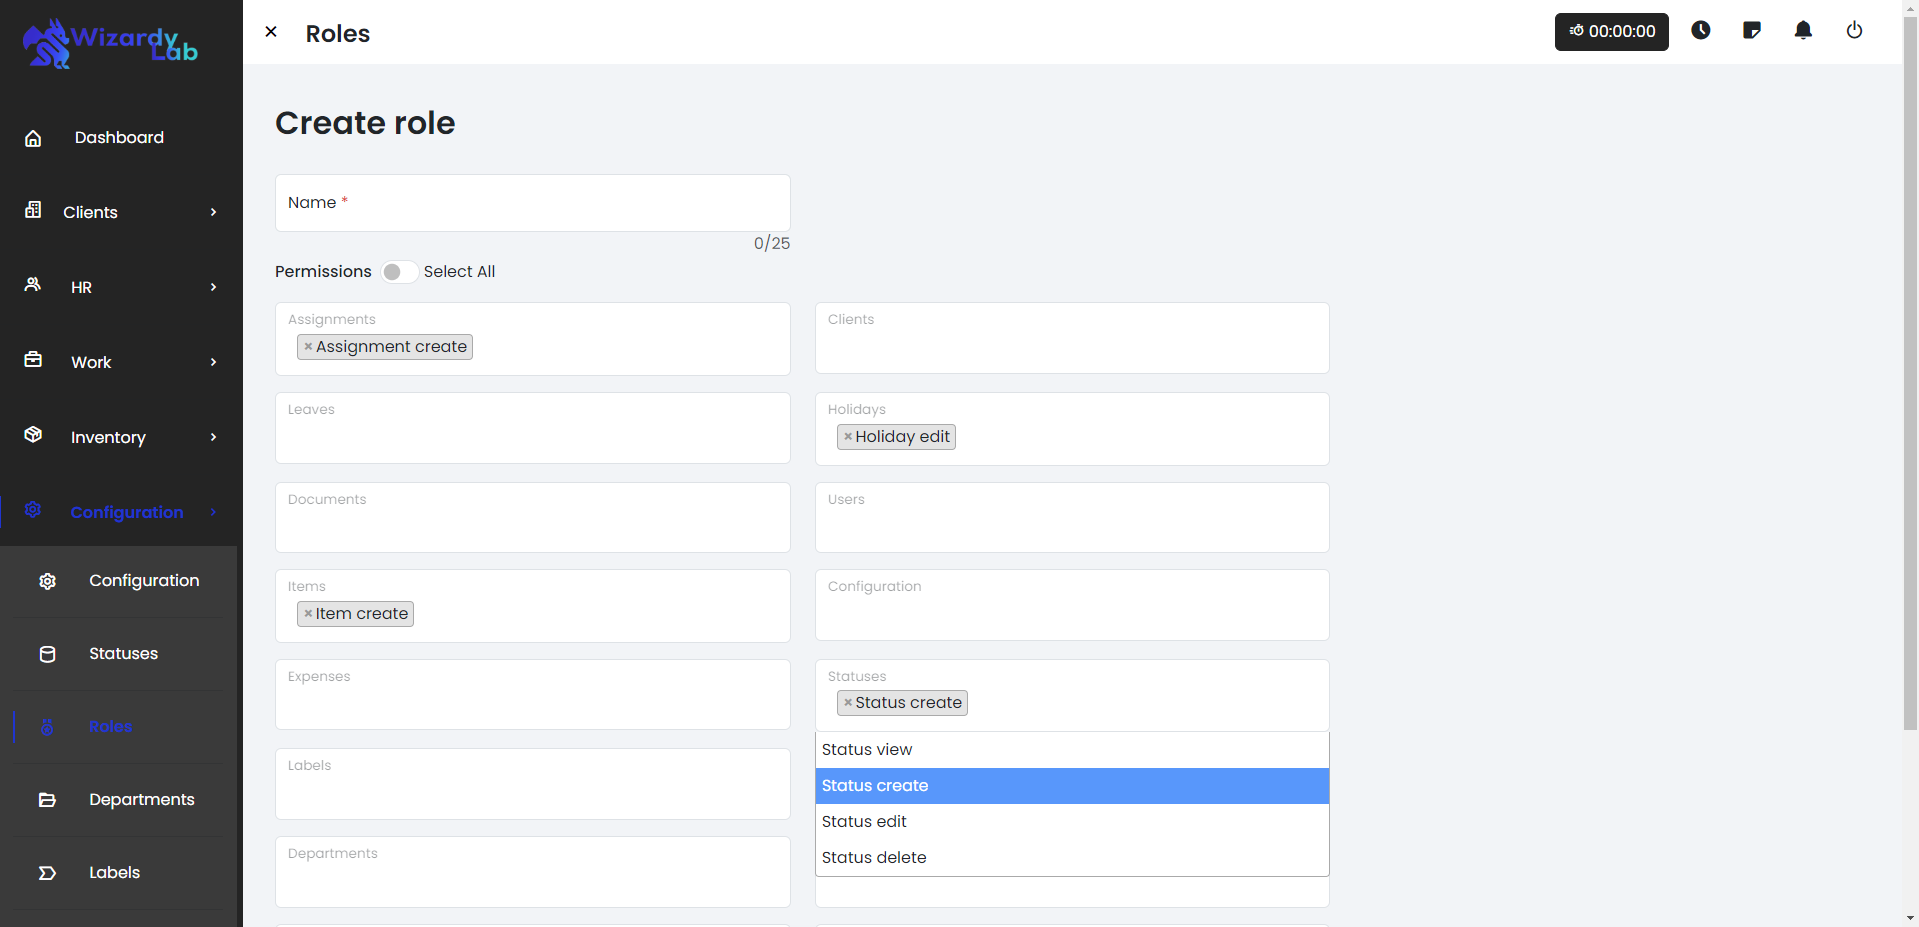 Wizardy
Lab
Roles
00:00:00
Dashboard
Clients
HR
Work
Inventory
Configuration
Configuration
Statuses
Roles
Departments
Labels
Create role
Name *
0/25
Permissions Select All
Assignments
×Assignment create
Clients
Leaves
Holidays
×Holiday edit
Documents
Users
Items
×Item create
Configuration
Expenses
Statuses
×Status create
Status view
Status create
Status edit
Status delete
Labels
Departments